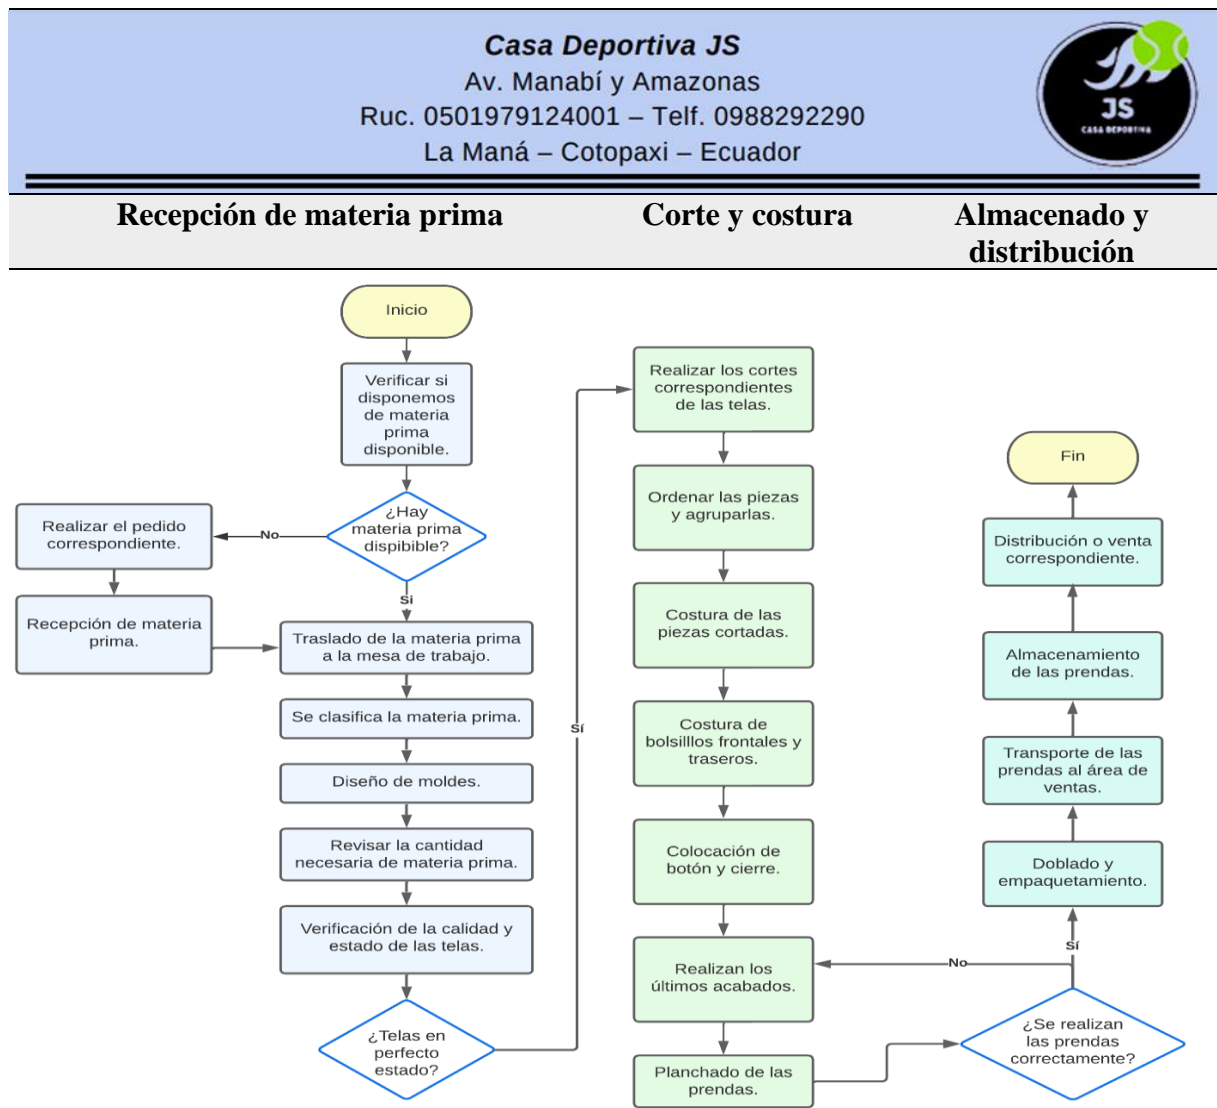 Casa Deportiva JS
Av. Manabí y Amazonas
Ruc. 0501979124001 – Telf. 0988292290
La Maná – Cotopaxi – Ecuador
JS
CASA DEPORTIVA
Recepción de materia prima
Corte y costura
Almacenado y
distribución
Inicio
Verificar si
disponemos
de materia
prima
disponible.
¿Hay
materia prima
dispibible?
No
Realizar el pedido
correspondiente.
Recepción de materia
prima.
Si
Traslado de la materia prima
a la mesa de trabajo.
Se clasifica la materia prima.
Diseño de moldes.
Revisar la cantidad
necesaria de materia prima.
Verificación de la calidad y
estado de las telas.
¿Telas en
perfecto
estado?
Sí
Realizar los cortes
correspondientes
de las telas.
Ordenar las piezas
y agruparlas.
Costura de las
piezas cortadas.
Costura de
bolsilllos frontales y
traseros.
Colocación de
botón y cierre.
Realizan los
últimos acabados.
Planchado de las
prendas.
¿Se realizan
las prendas
correctamente?
No
Sí
Doblado y
empaquetamiento.
Transporte de las
prendas al área de
ventas.
Almacenamiento
de las prendas.
Distribución o venta
correspondiente.
Fin